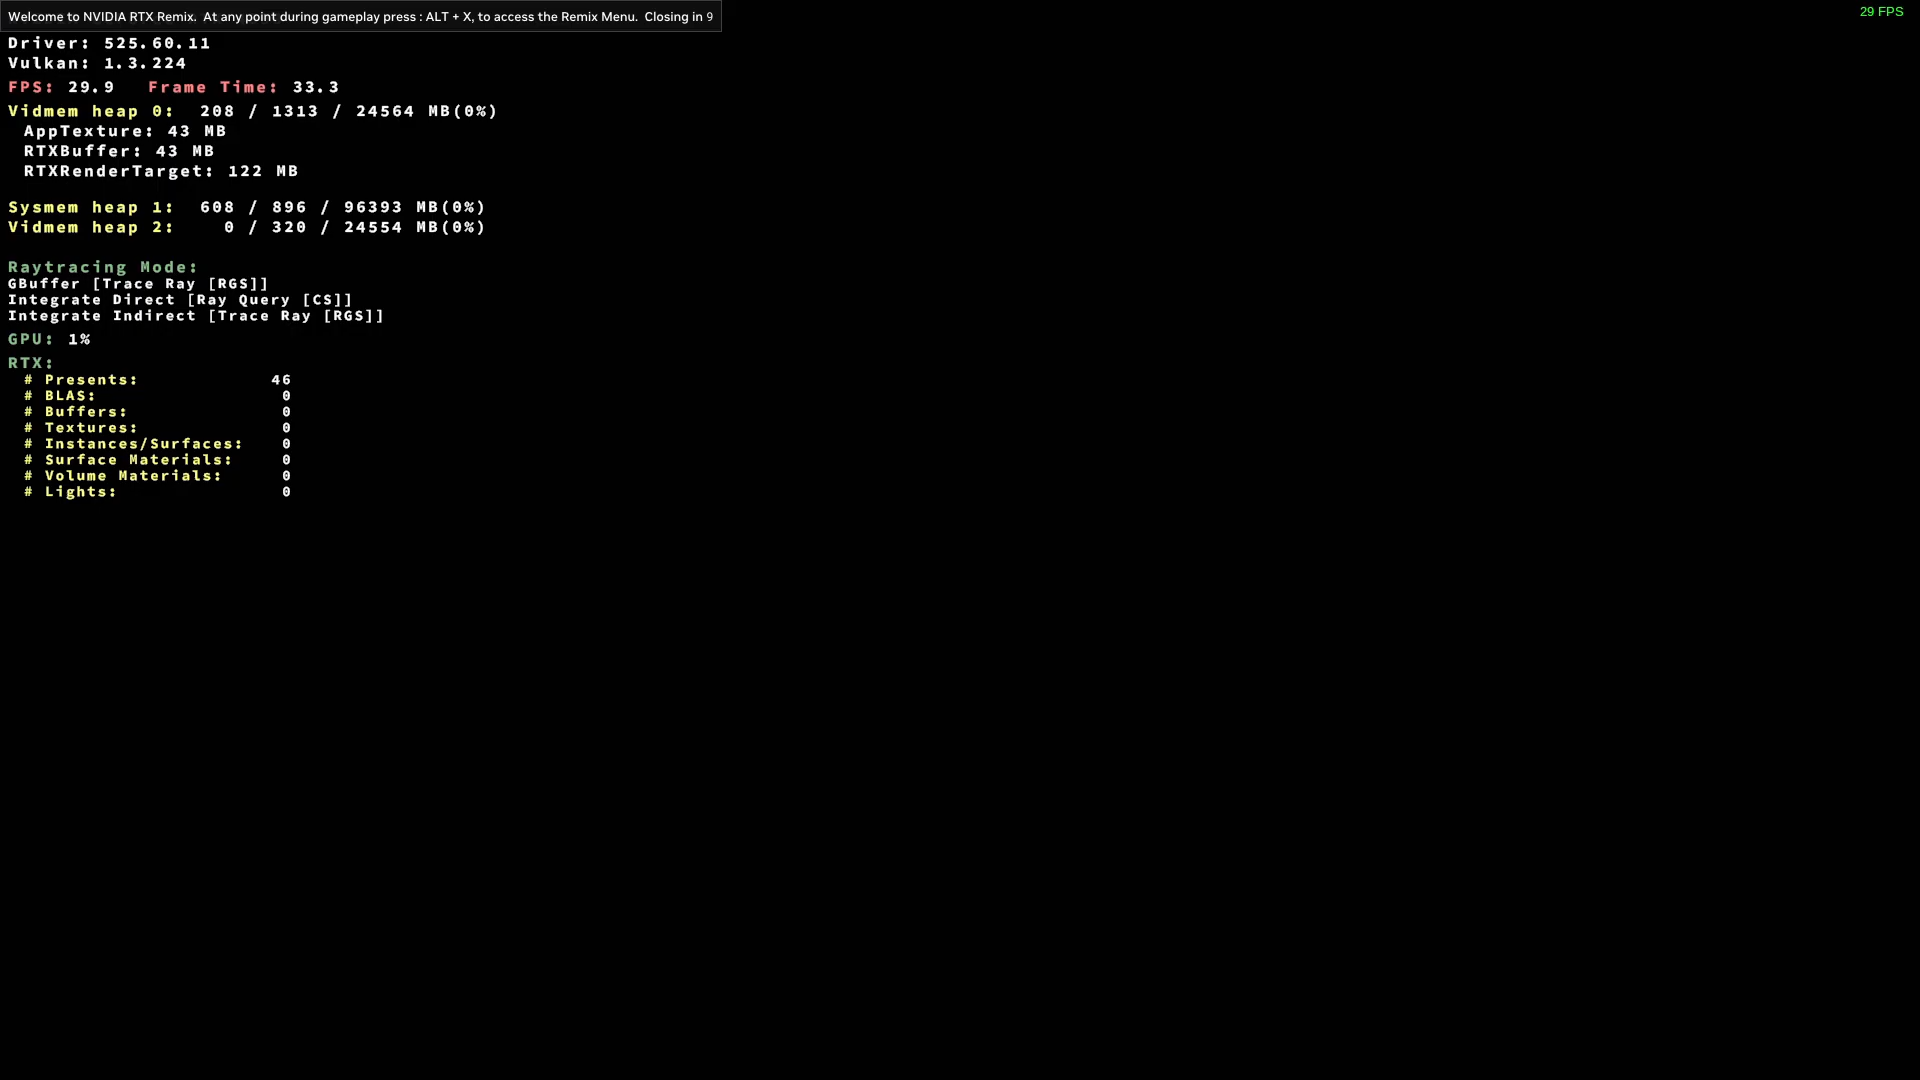 Welcome to NVIDIA RTX Remix.  At any point during gameplay press : ALT + X, to access the Remix Menu.  Closing in 9
29 FPS
Driver: 525.60.11
Vulkan: 1.3.224
FPS: 29.9 Frame Time: 33.3
Vidmem heap 0: 208 / 1313 / 24564 MB(0%)
AppTexture: 43 MB
RTXBuffer: 43 MB
RTXRenderTarget: 122 MB
Sysmem heap 1: 608 / 896 / 96393 MB(0%)
Vidmem heap 2: 0 / 320 / 24554 MB(0%)
Raytracing Mode:
GBuffer [Trace Ray [RGS]]
Integrate Direct [Ray Query [CS]]
Integrate Indirect [Trace Ray [RGS]]
GPU: 1%
RTX:
# Presents: 46
# BLAS: 0
# Buffers: 0
# Textures: 0
# Instances/Surfaces: 0
# Surface Materials: 0
# Volume Materials: 0
# Lights: 0